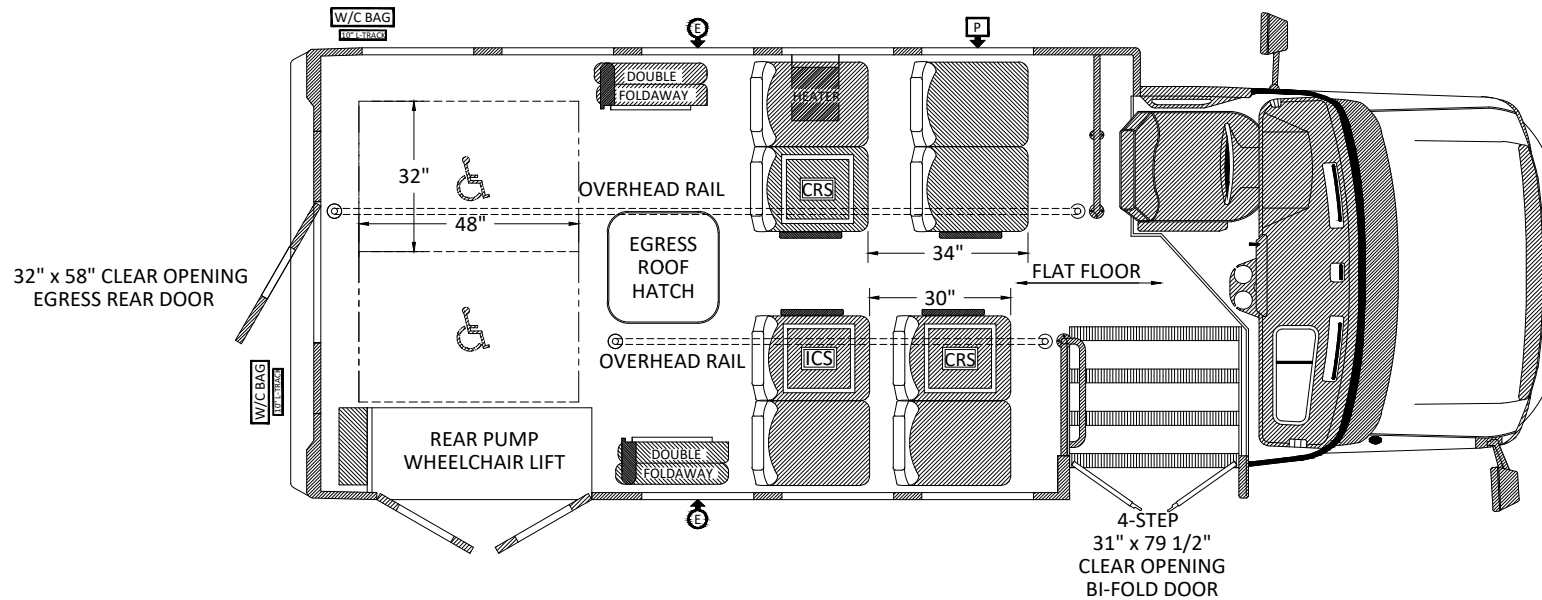 W/C BAG
10" L-TRACK
E
P
DOUBLE
FOLDAWAY
HEATER
32"
CRS
OVERHEAD RAIL
48"
EGRESS
ROOF
HATCH
34"
FLAT FLOOR
32" x 58" CLEAR OPENING
EGRESS REAR DOOR
30"
OVERHEAD RAIL
ICS
CRS
W/C BAG
10" L-TRACK
REAR PUMP
WHEELCHAIR LIFT
DOUBLE
FOLDAWAY
E
4-STEP
31" x 79 1/2"
CLEAR OPENING
BI-FOLD DOOR